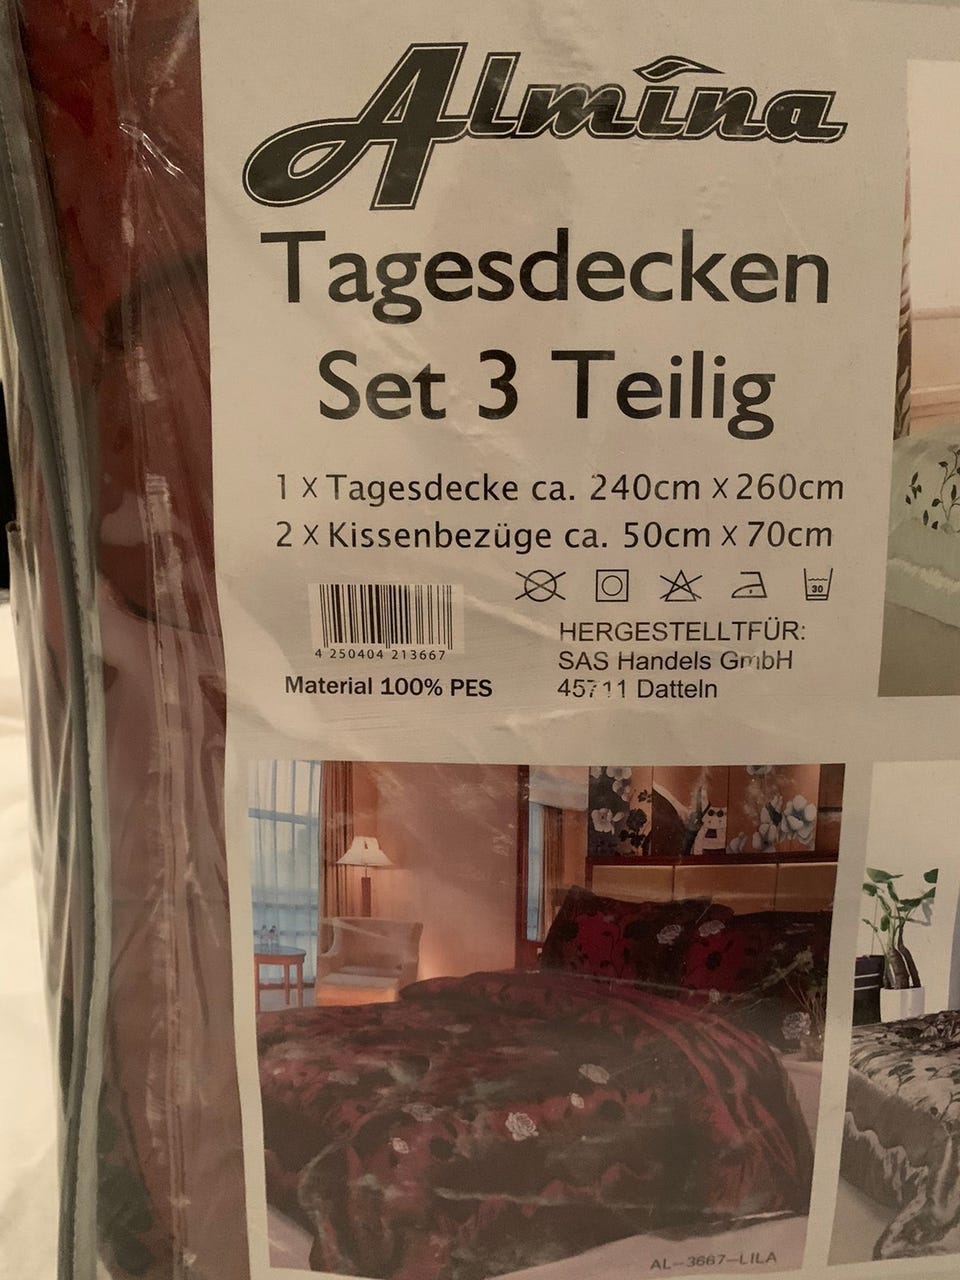 Almina
Tagesdecken
Set 3 Teilig
1 x Tagesdecke ca. 240cm x 260cm
2 x Kissenbezüge ca. 50cm x 70cm
30
4 250404 213667
Material 100% PES
HERGESTELLTFÜR:
SAS Handels GmbH
45711 Datteln
AL-3667-LILA